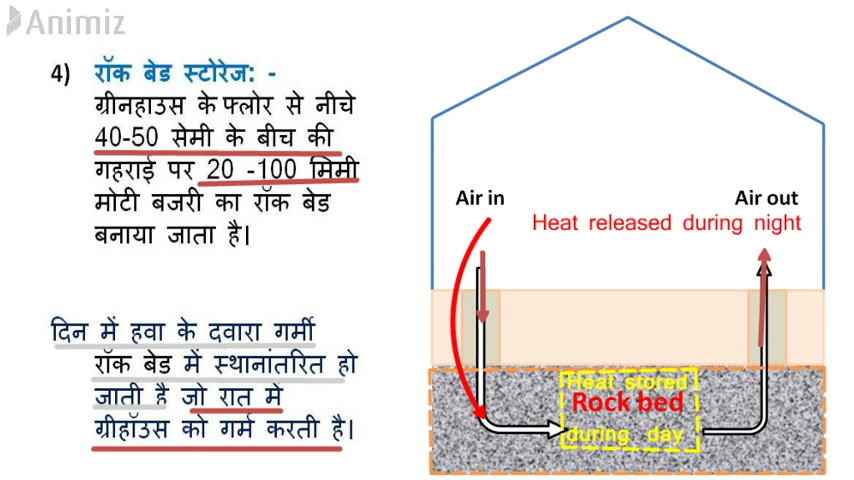 Animiz
4) रॉक बेड स्टोरेज: -
ग्रीनहाउस के फ्लोर से नीचे
40-50 सेमी के बीच की
गहराई पर 20 -100 मिमी
मोटी बजरी का रॉक बेड
बनाया जाता है।
दिन में हवा के दवारा गर्मी
रॉक बेड में स्थानांतरित हो
जाती है जो रात मे
ग्रीहॉउस को गर्म करती है।
Air in
Air out
Heat released during night
Heat stored
Rock bed
during day